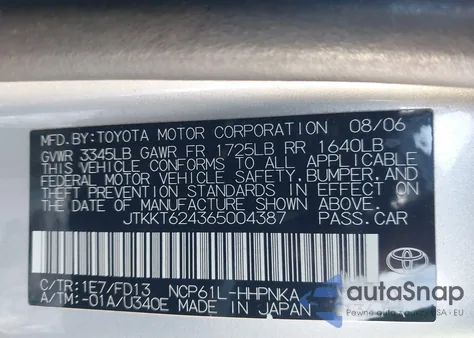 MFD.BY:TOYOTA MOTOR CORPORATION 08/06
GVWR 3345LB GAWR FR 1725LB RR 1640LB
THIS VEHICLE CONFORMS TO ALL APPLICABLE
FEDERAL MOTOR VEHICLE SAFETY,BUMPER,AND
THEFT PREVENTION STANDARDS IN EFFECT ON
THE DATE OF MANUFACTURE SHOWN ABOVE.
JTKKT624365004387 PASS.CAR
C/TR:1E7/FD13 NCP61L-HHPNKA
A/TM:-01A/U340E MADE IN JAPAN
TOYOTA
autoSnap